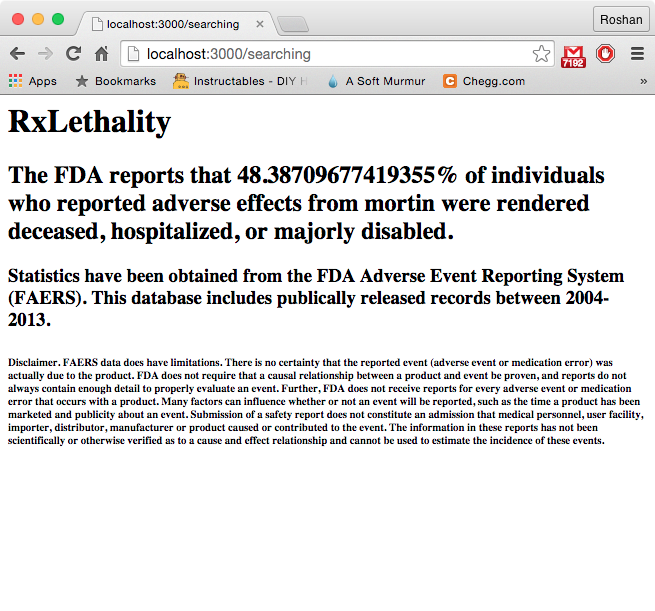 localhost:3000/searching
Roshan
localhost:3000/searching
7192
Apps Bookmarks Instructables - DIY H A Soft Murmur C Chegg.com »
RxLethality
The FDA reports that 48.38709677419355% of individuals
who reported adverse effects from mortin were rendered
deceased, hospitalized, or majorly disabled.
Statistics have been obtained from the FDA Adverse Event Reporting System
(FAERS). This database includes publically released records between 2004-
2013.
Disclaimer. FAERS data does have limitations. There is no certainty that the reported event (adverse event or medication error) was
actually due to the product. FDA does not require that a causal relationship between a product and event be proven, and reports do not
always contain enough detail to properly evaluate an event. Further, FDA does not receive reports for every adverse event or medication
error that occurs with a product. Many factors can influence whether or not an event will be reported, such as the time a product has been
marketed and publicity about an event. Submission of a safety report does not constitute an admission that medical personnel, user facility,
importer, distributor, manufacturer or product caused or contributed to the event. The information in these reports has not been
scientifically or otherwise verified as to a cause and effect relationship and cannot be used to estimate the incidence of these events.